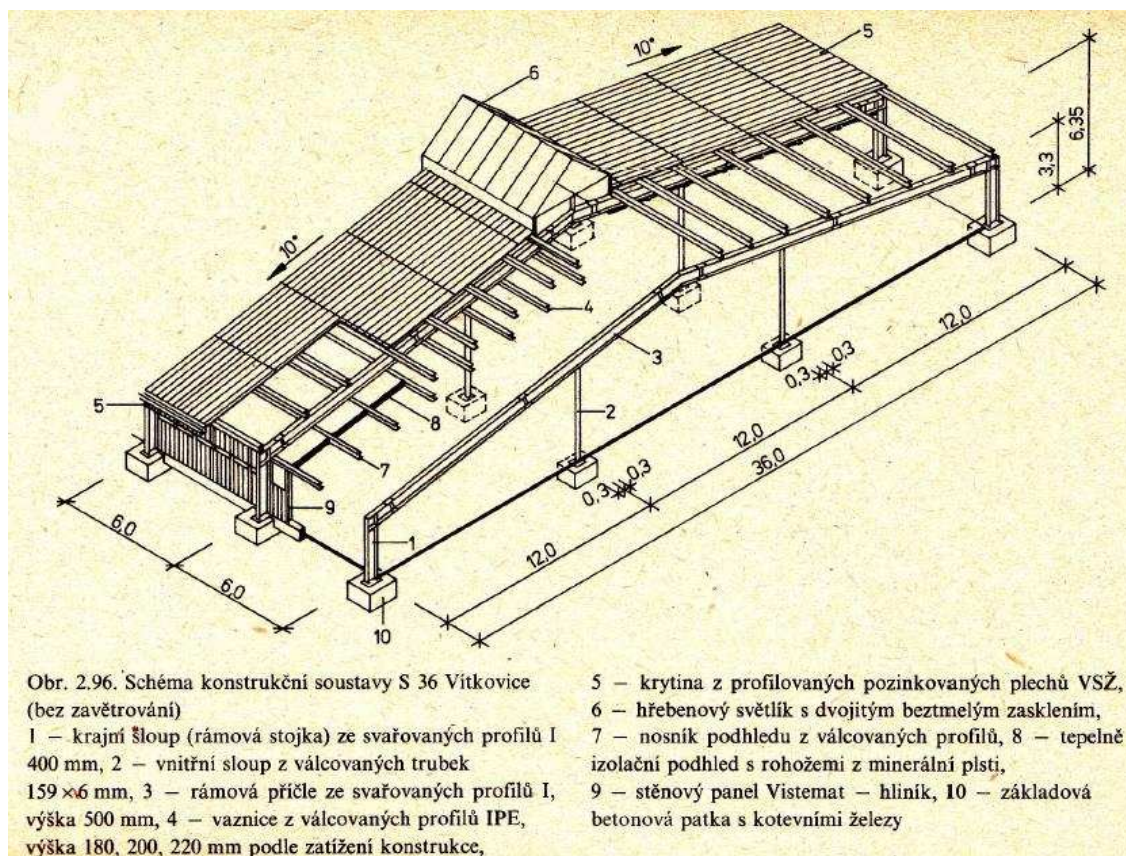 5
10°
6
6,35
3,3
10°
4
3
12,0
0,3
0,3
5
8
2
12,0
36,0
7
0,3
0,3
9
6,0
1
12,0
6,0
10
Obr. 2.96. Schéma konstrukční soustavy S 36 Vítkovice
(bez zavětrování)
1 – krajní sloup (rámová stojka) ze svařovaných profilů I
400 mm, 2 – vnitřní sloup z válcovaných trubek
159 × 6 mm, 3 – rámová příčle ze svařovaných profilů I,
výška 500 mm, 4 – vaznice z válcovaných profilů IPE,
výška 180, 200, 220 mm podle zatížení konstrukce,
5 – krytina z profilovaných pozinkovaných plechů VSŽ,
6 – hřebenový světlík s dvojitým beztmelým zasklením,
7 – nosník podhledu z válcovaných profilů, 8 – tepelně
izolační podhled s rohožemi z minerální plsti,
9 – stěnový panel Vistemat – hliník, 10 – základová
betonová patka s kotevními železy